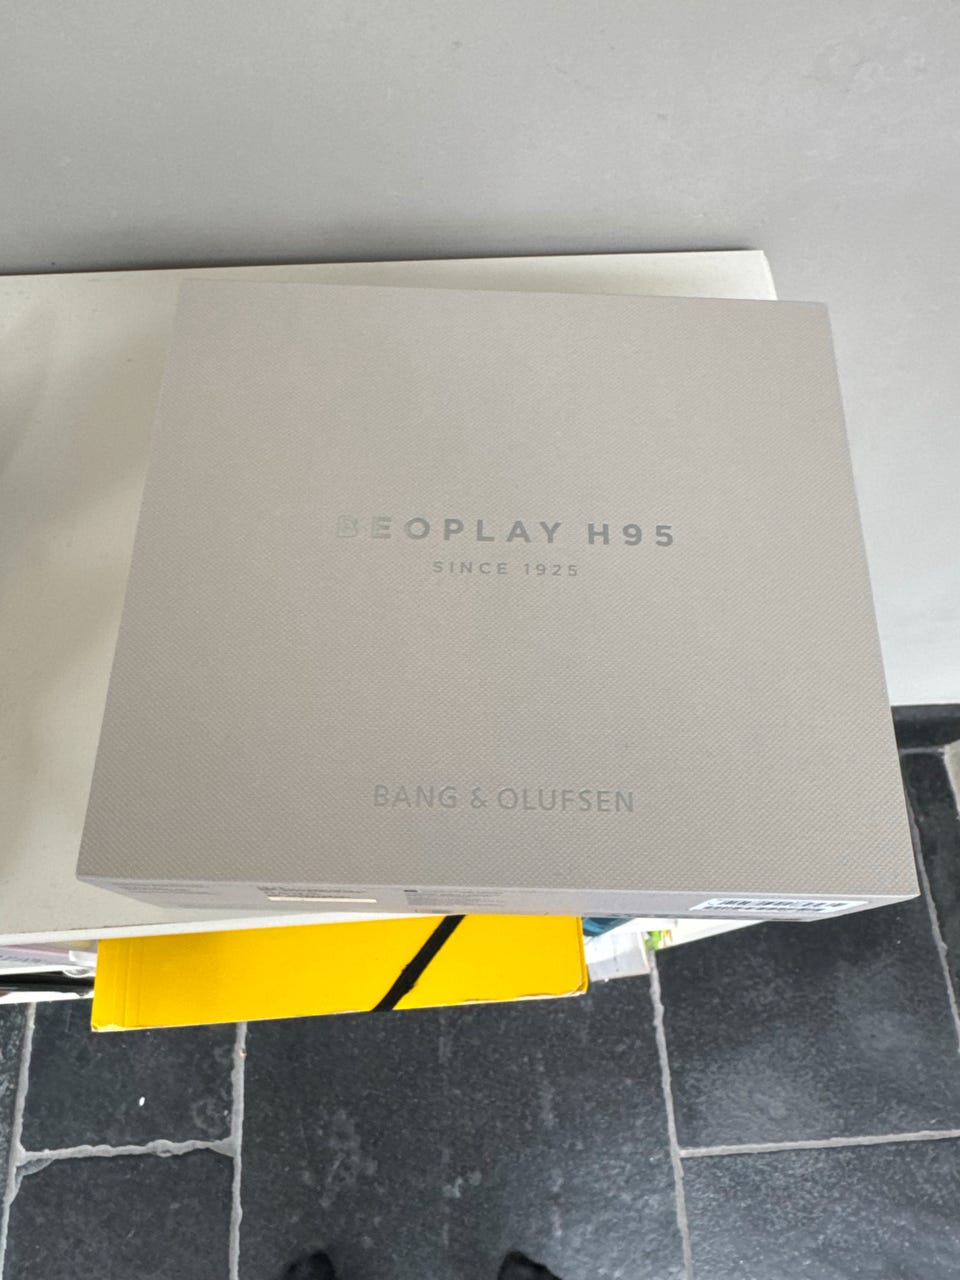 BEOPLAY H95
SINCE 1925
BANG & OLUFSEN